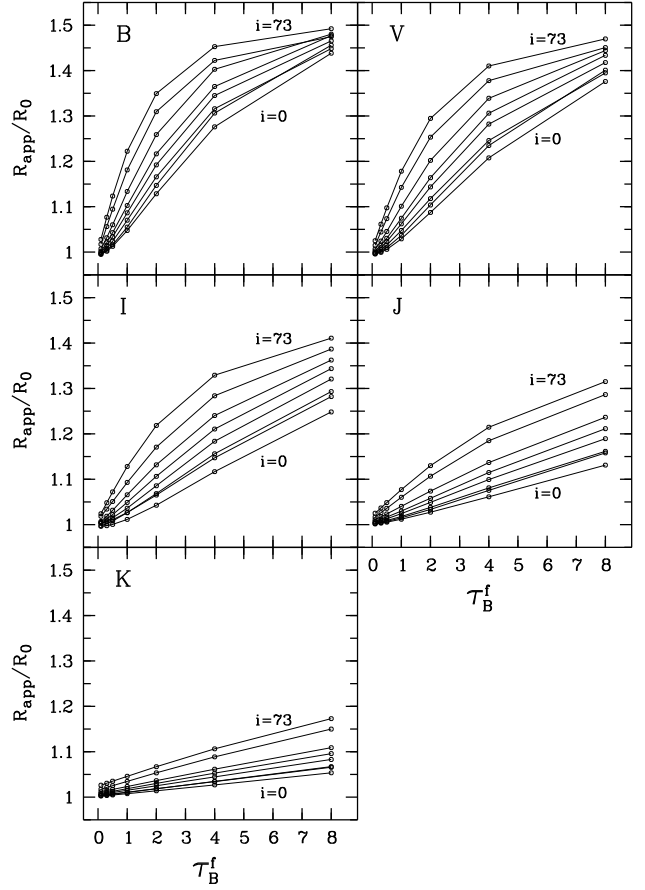 B
i=73
i=0
1.5
1.4
1.3
1.2
1.1
1
R_app/R_0
V
i=73
i=0
I
i=73
i=0
1.5
1.4
1.3
1.2
1.1
1
R_app/R_0
J
i=73
i=0
0 1 2 3 4 5 6 7 8
τ_B^f
K
i=73
i=0
1.5
1.4
1.3
1.2
1.1
1
R_app/R_0
0 1 2 3 4 5 6 7 8
τ_B^f